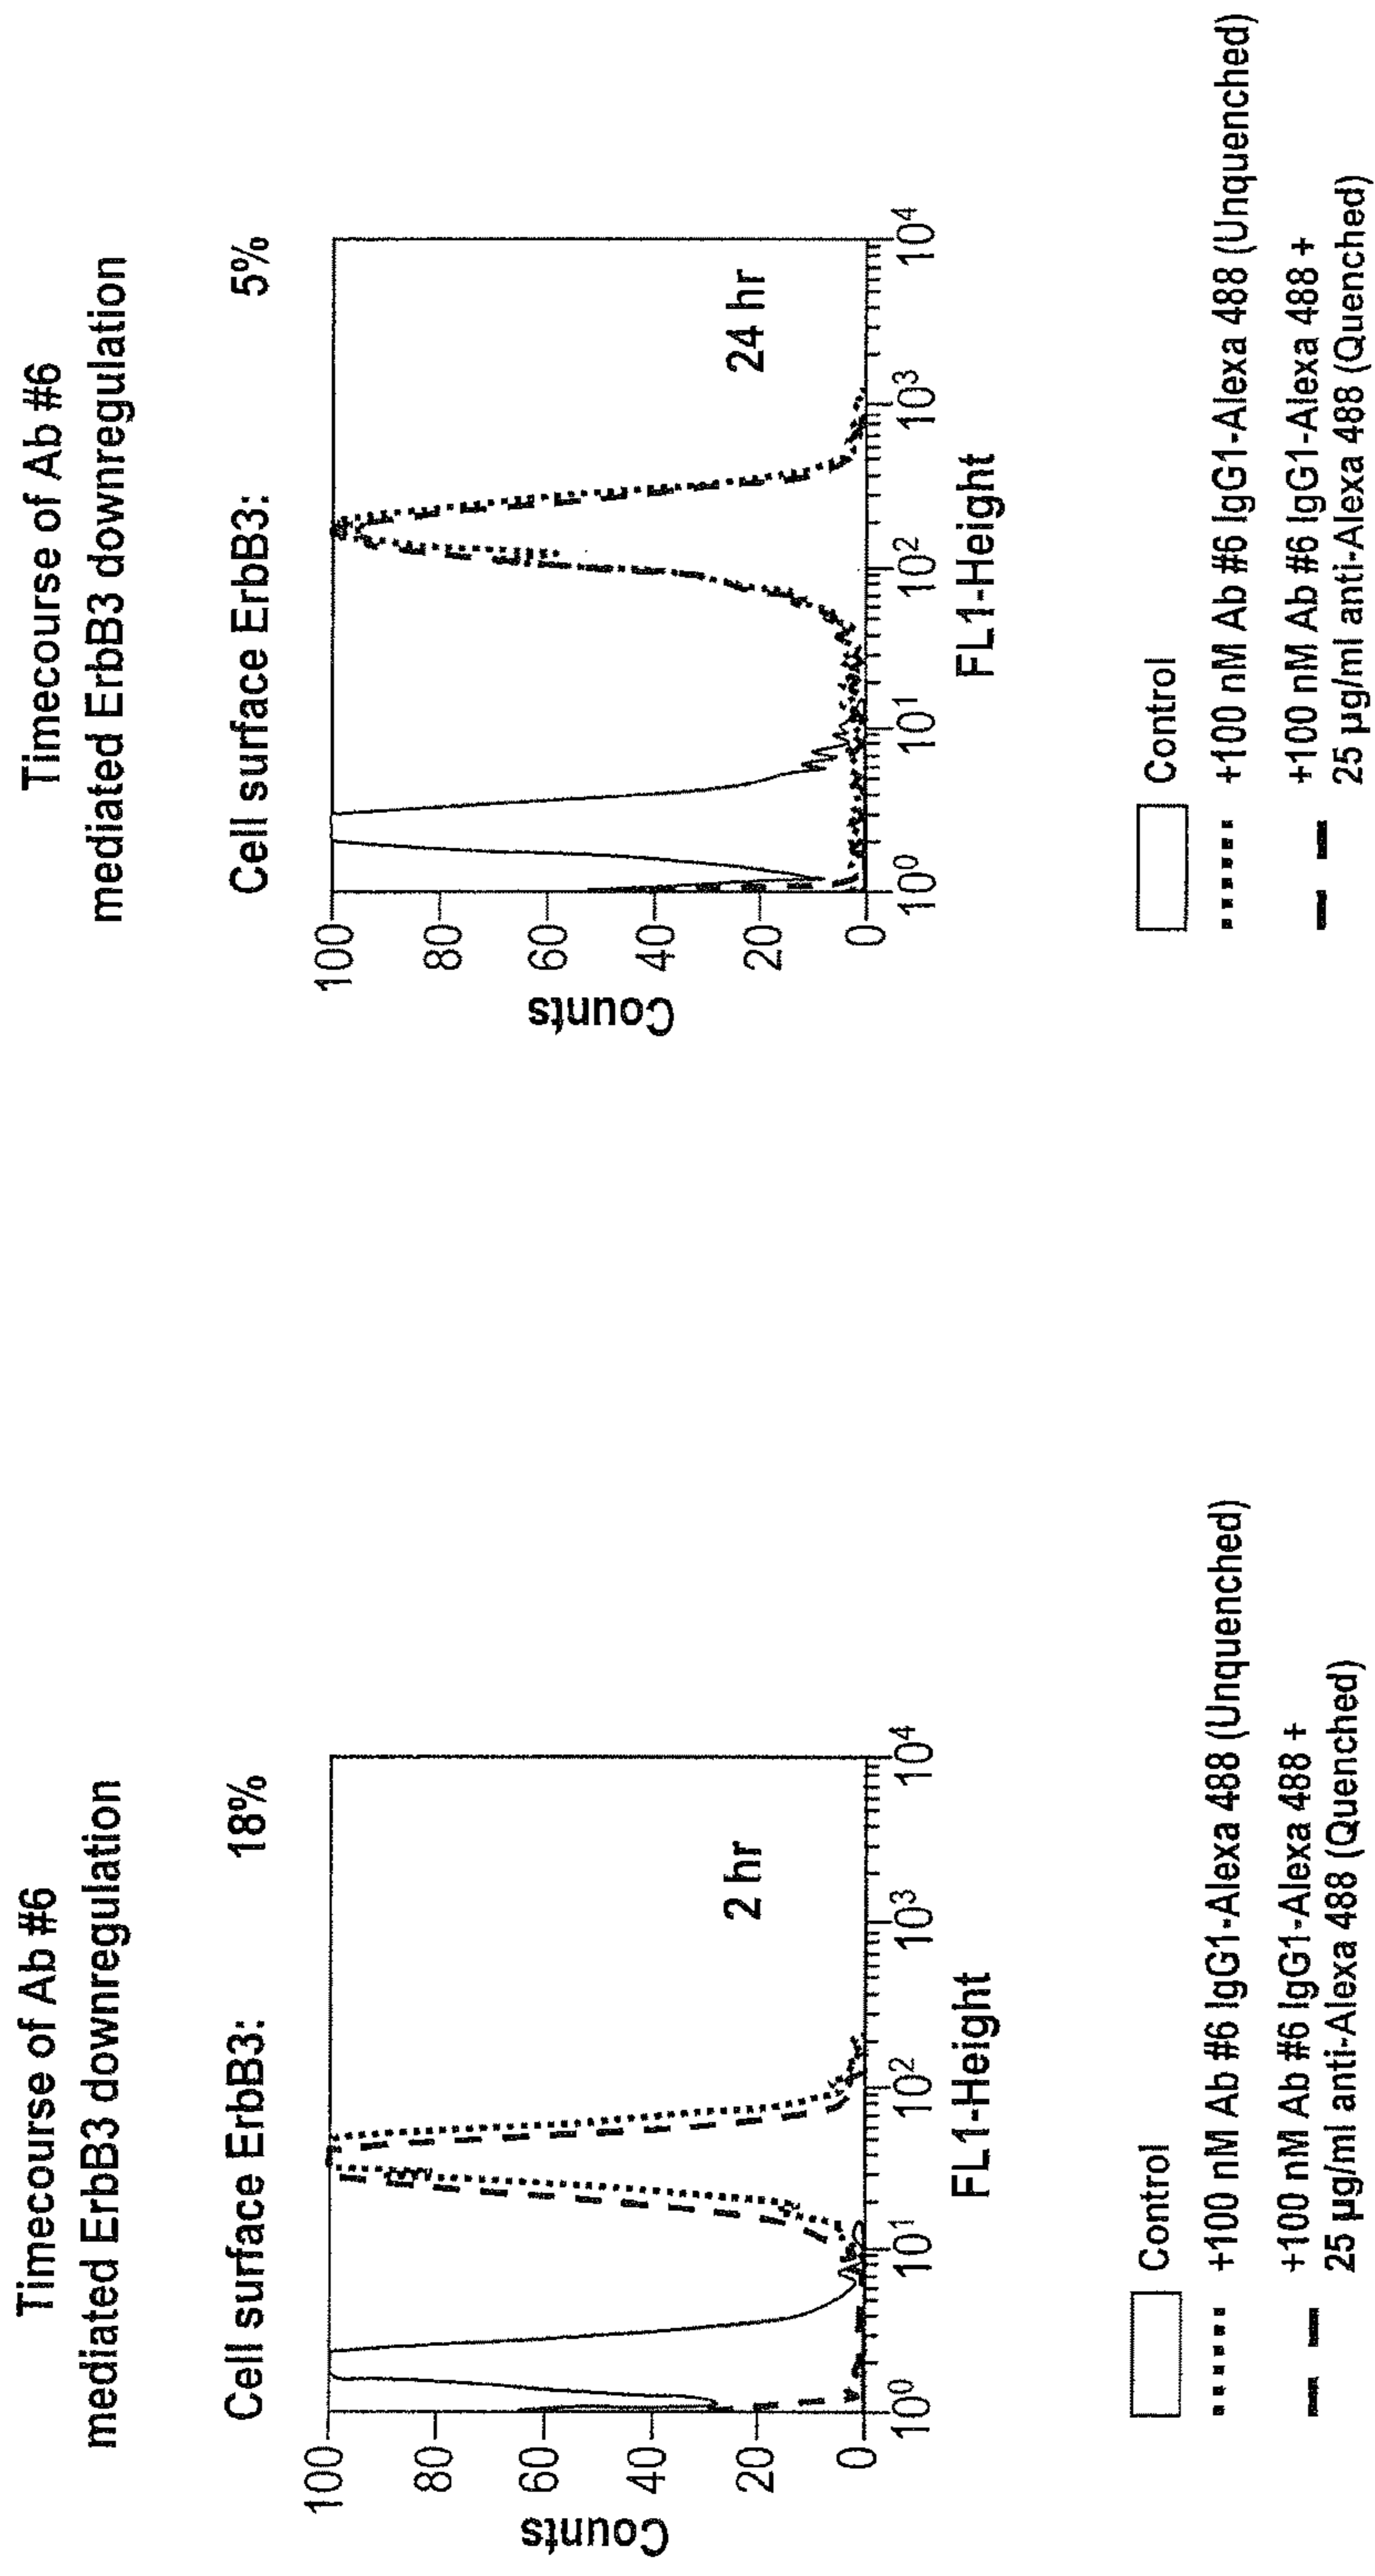 Timecourse of Ab #6
mediated ErbB3 downregulation
Cell surface ErbB3: 18%
100
80
60
40
20
0
Counts
2 hr
10⁰ 10¹ 10² 10³ 10⁴
FL1-Height
Control
+100 nM Ab #6 IgG1-Alexa 488 (Unquenched)
+100 nM Ab #6 IgG1-Alexa 488 +
25 µg/ml anti-Alexa 488 (Quenched)
Timecourse of Ab #6
mediated ErbB3 downregulation
Cell surface ErbB3: 5%
100
80
60
40
20
0
Counts
24 hr
10⁰ 10¹ 10² 10³ 10⁴
FL1-Height
Control
+100 nM Ab #6 IgG1-Alexa 488 (Unquenched)
+100 nM Ab #6 IgG1-Alexa 488 +
25 µg/ml anti-Alexa 488 (Quenched)